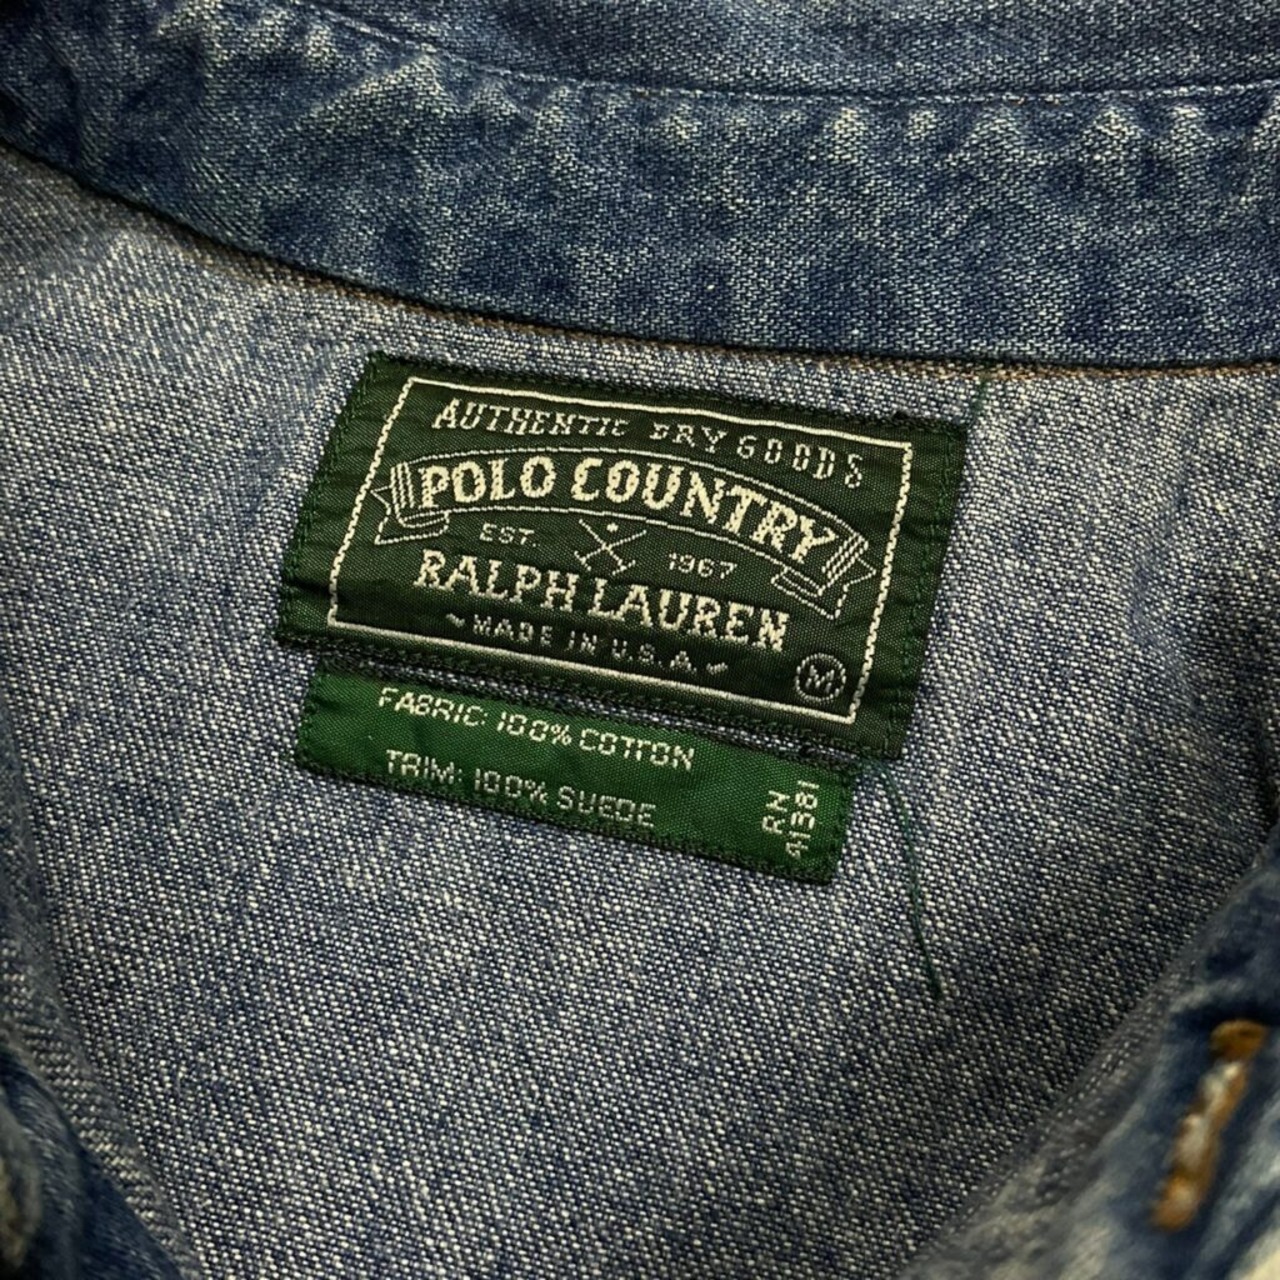 AUTHENTIC DRY GOODS
POLO COUNTRY
EST. 1967
RALPH LAUREN
~MADE IN U.S.A.~
M
FABRIC: 100% COTTON
TRIM: 100% SUEDE
RN
41381